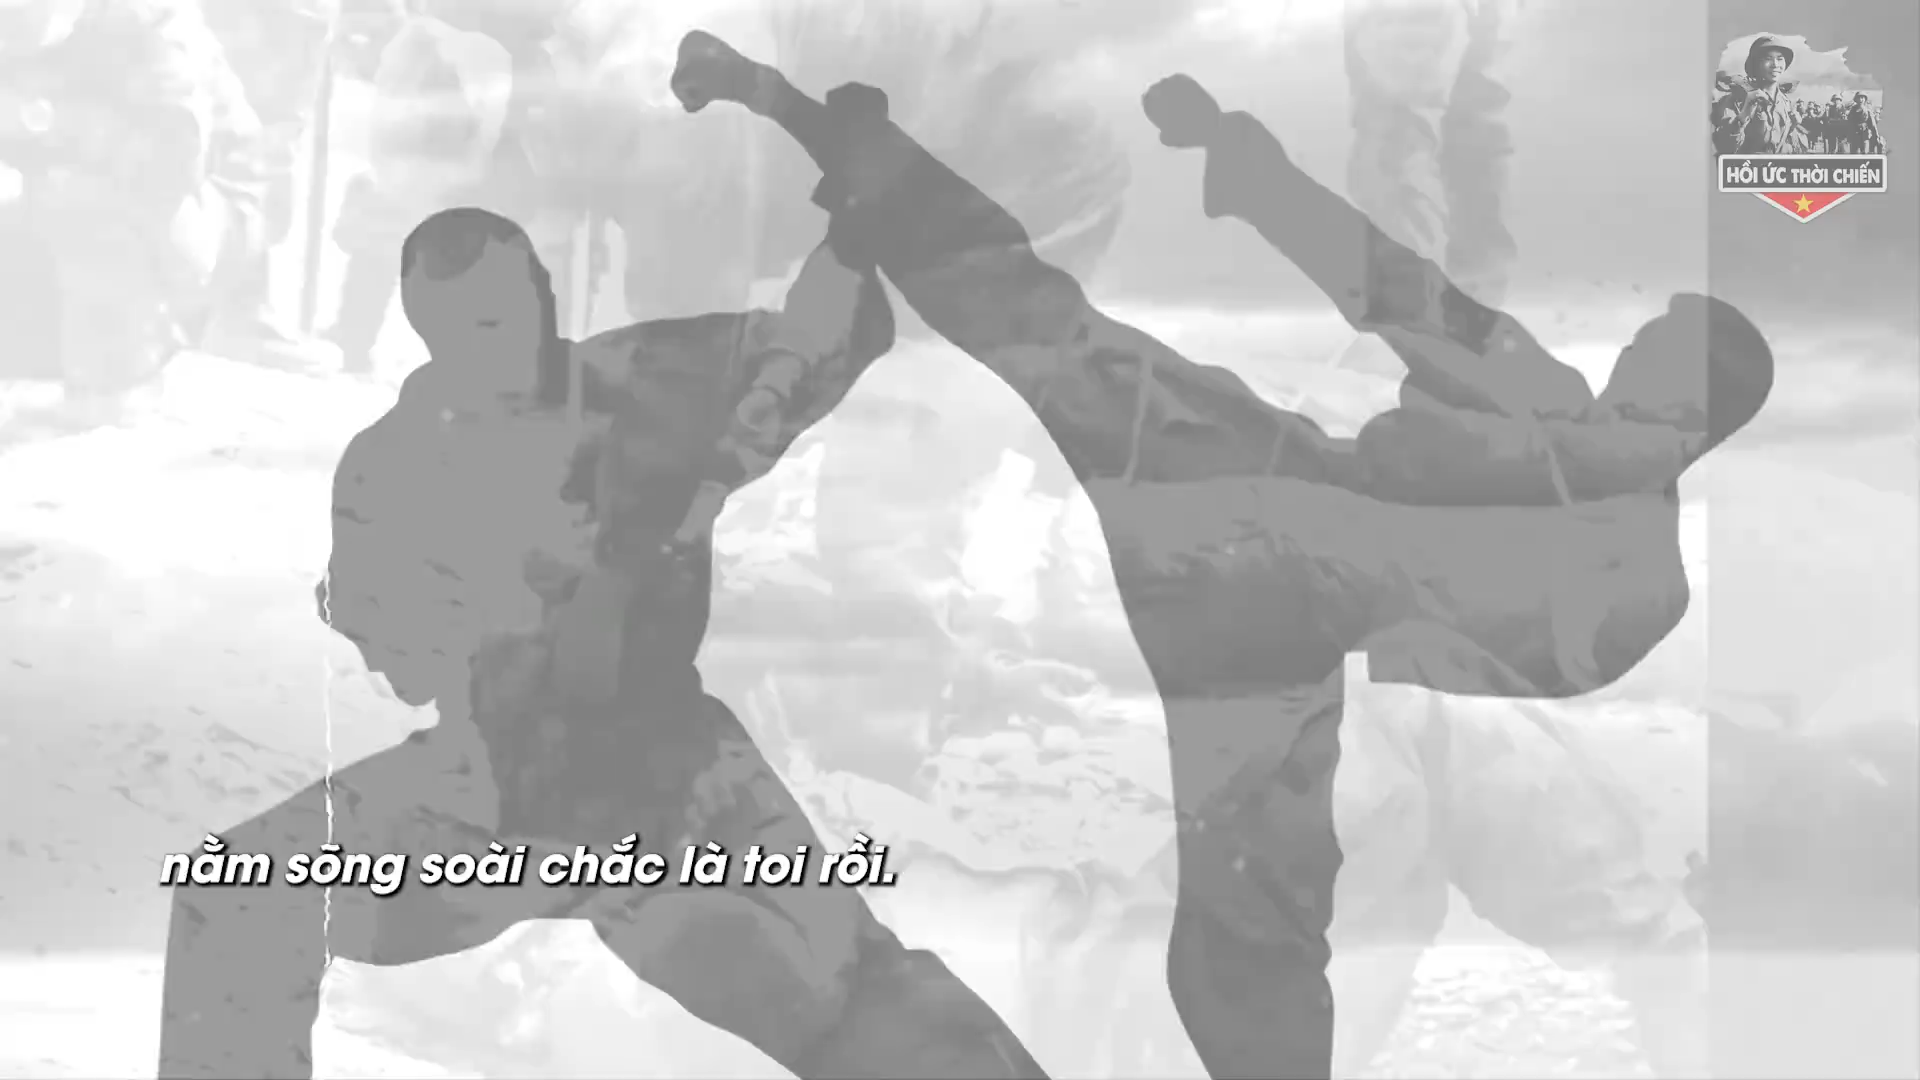 HỒI ỨC THỜI CHIẾN
nằm sõng soài chắc là toi rồi.